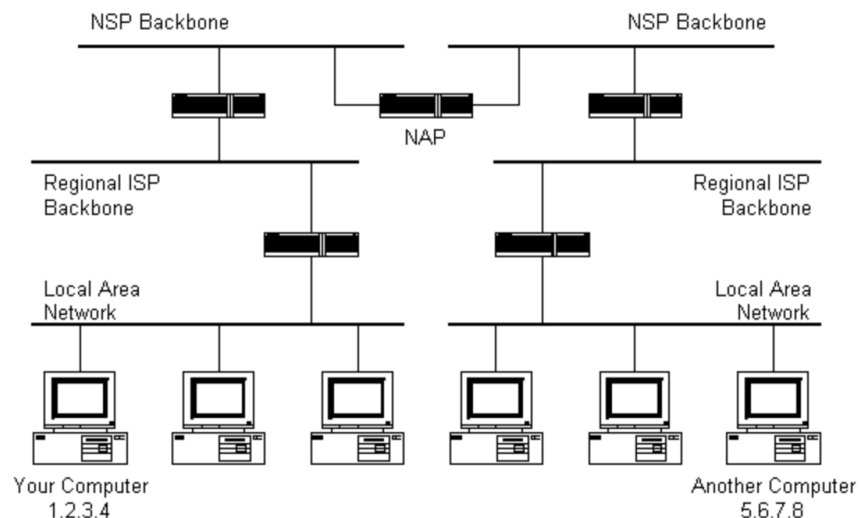 NSP Backbone
NSP Backbone
NAP
Regional ISP
Backbone
Regional ISP
Backbone
Local Area
Network
Local Area
Network
Your Computer
1.2.3.4
Another Computer
5.6.7.8